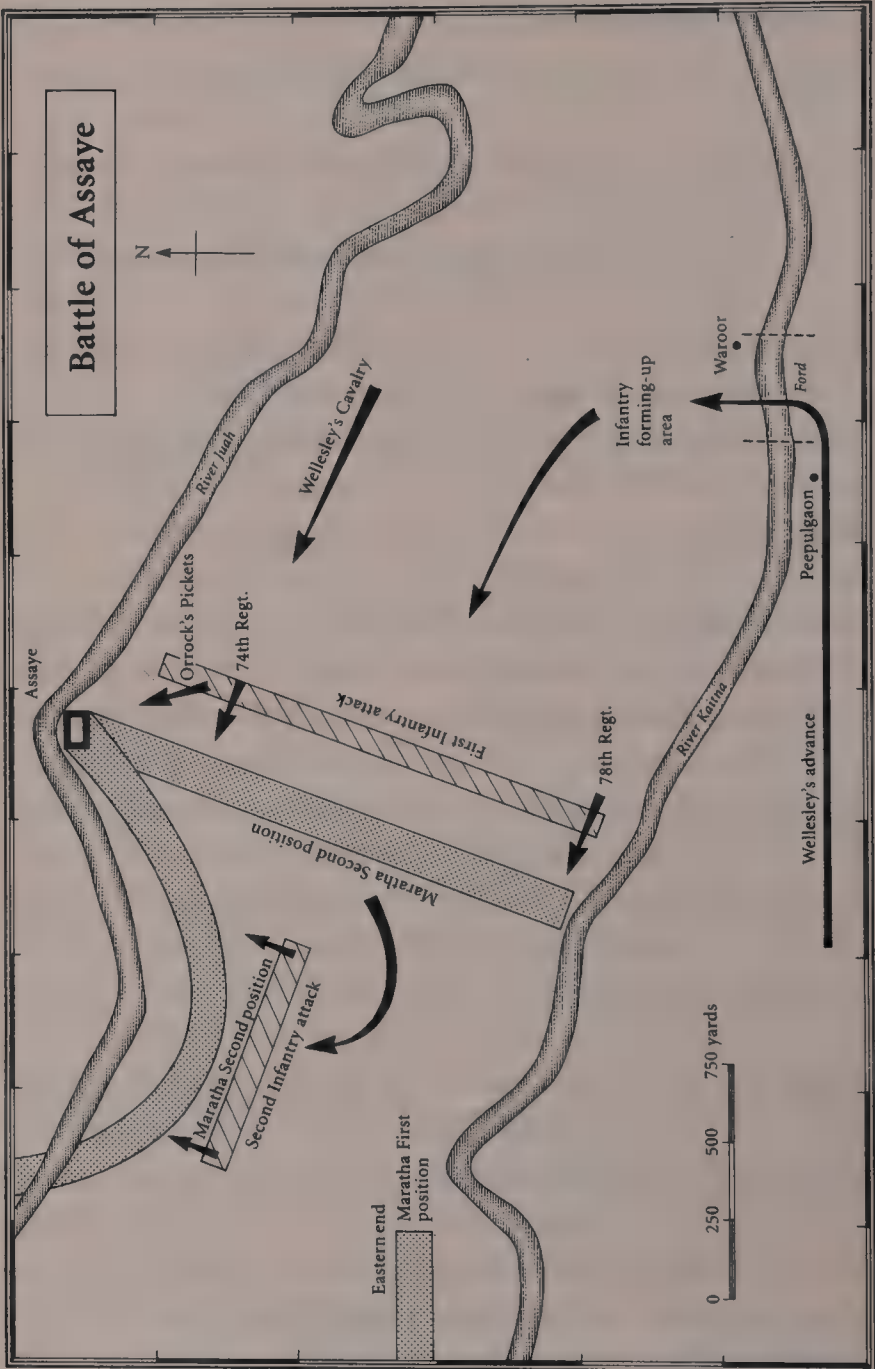 Battle of Assaye
N
Assaye
River Juah
Wellesley's Cavalry
Orrock's Pickets
74th Regt.
First Infantry attack
Maratha Second position
78th Regt.
Maratha Second position
Second Infantry attack
Infantry
forming-up
area
Waroor
Ford
Peepulgaon
River Kaitna
Wellesley's advance
Eastern end
Maratha First
position
0 250 500 750 yards